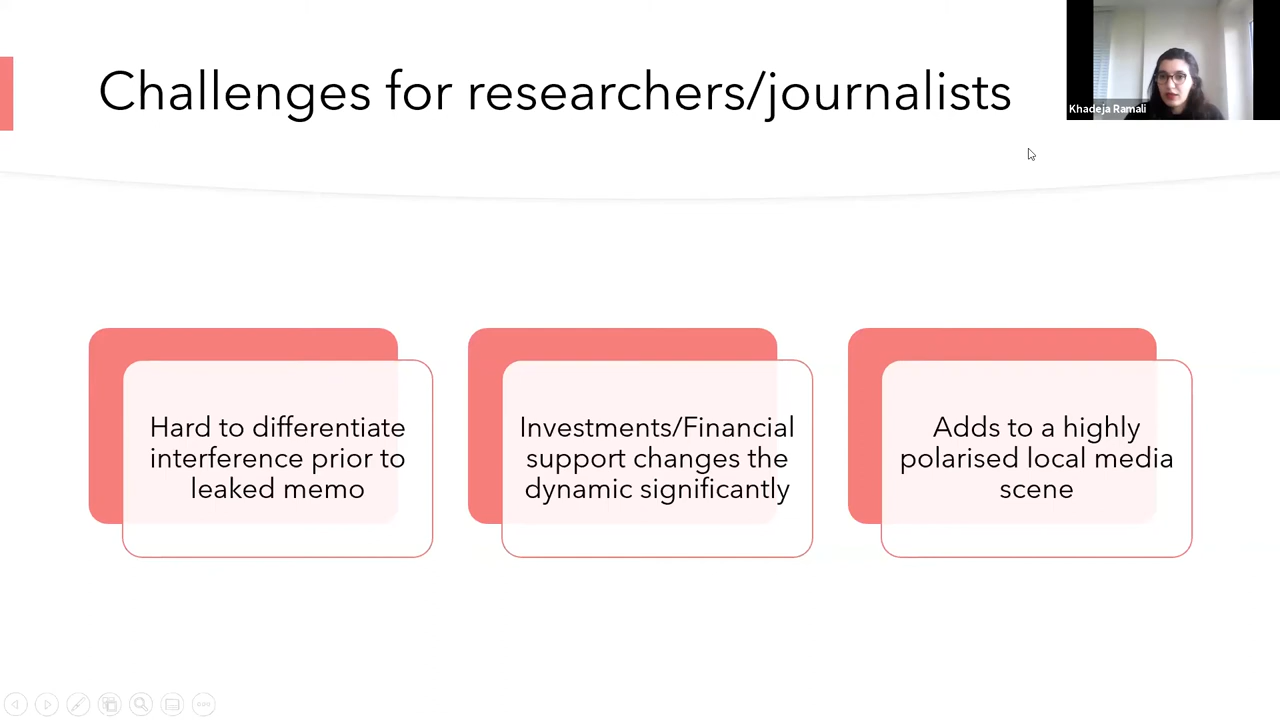 Challenges for researchers/journalists
Khadeja Ramali
Hard to differentiate
interference prior to
leaked memo
Investments/Financial
support changes the
dynamic significantly
Adds to a highly
polarised local media
scene